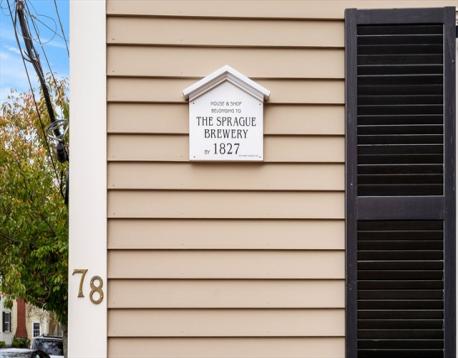 HOUSE & SHOP
BELONGING TO
THE SPRAGUE
BREWERY
BY 1827
78